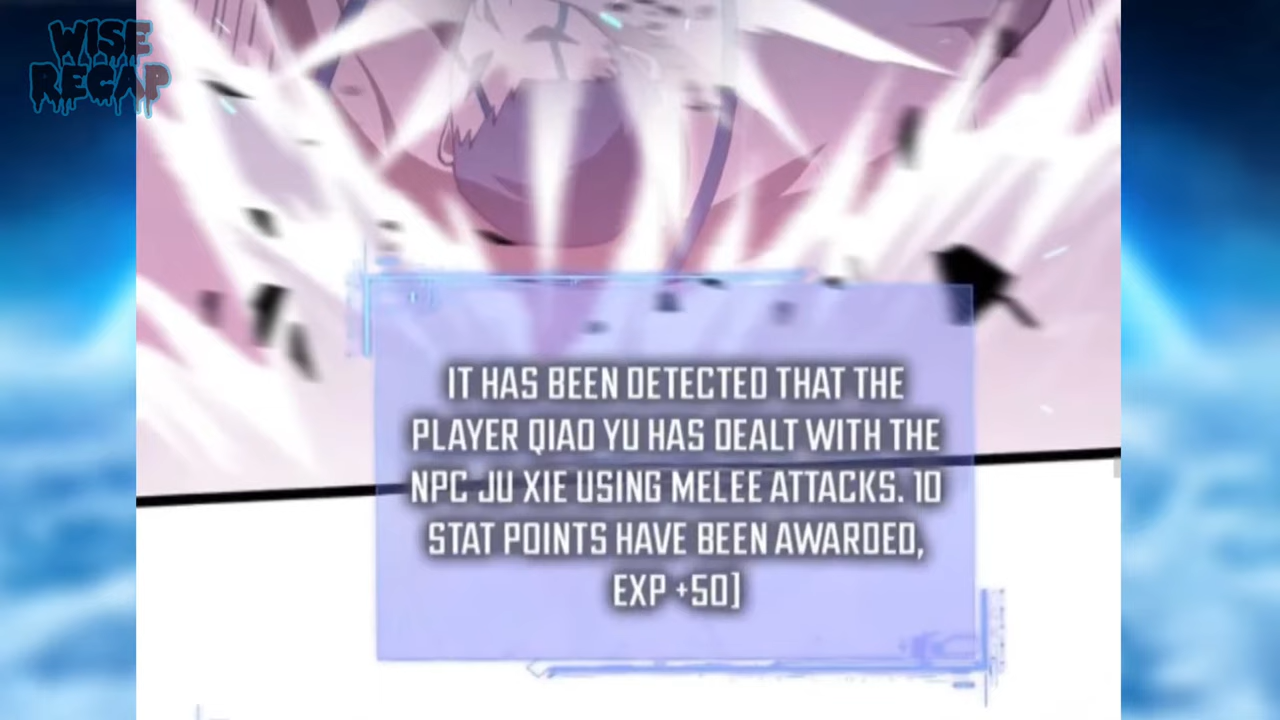 WISE
RECAP
IT HAS BEEN DETECTED THAT THE
PLAYER QIAO YU HAS DEALT WITH THE
NPC JU XIE USING MELEE ATTACKS. 10
STAT POINTS HAVE BEEN AWARDED,
EXP +50]